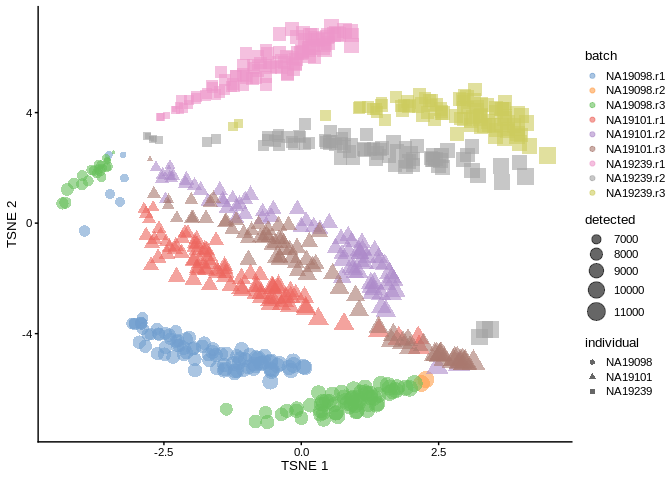 batch
NA19098.r1
NA19098.r2
NA19098.r3
NA19101.r1
NA19101.r2
NA19101.r3
NA19239.r1
NA19239.r2
NA19239.r3
detected
7000
8000
9000
10000
11000
individual
NA19098
NA19101
NA19239
4
0
-4
TSNE 2
-2.5
0.0
2.5
TSNE 1